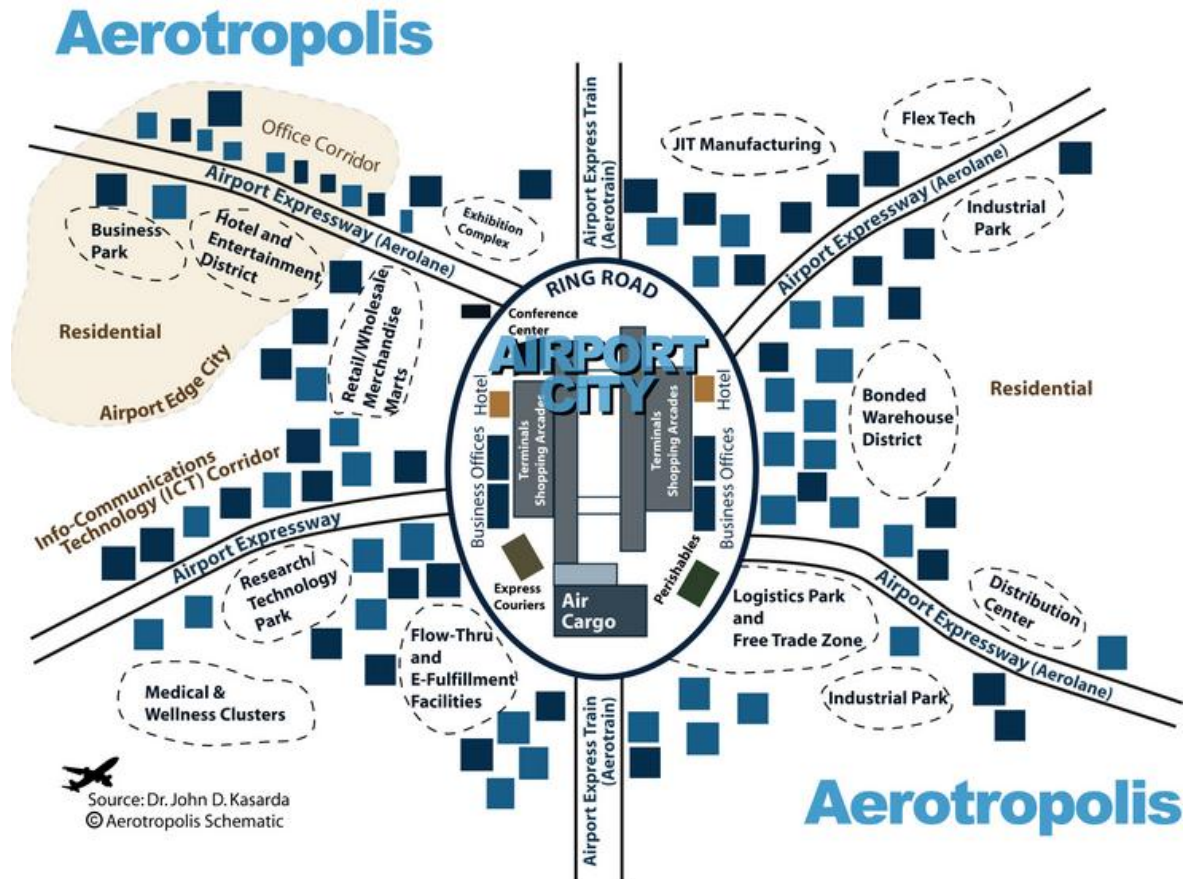 Aerotropolis
Office Corridor
Airport Expressway (Aerolane)
Business
Park
Hotel and
Entertainment
District
Exhibition
Complex
Residential
Airport Edge City
Retail/Wholesale
Merchandise
Marts
Airport Express Train
(Aerotrain)
JIT Manufacturing
Flex Tech
Airport Expressway (Aerolane)
Industrial
Park
RING ROAD
Conference
Center
AIRPORT
CITY
Hotel
Hotel
Terminals
Shopping Arcades
Terminals
Shopping Arcades
Business Offices
Business Offices
Express
Couriers
Perishables
Air
Cargo
Bonded
Warehouse
District
Residential
Info-Communications
Technology (ICT) Corridor
Airport Expressway
Research/
Technology
Park
Medical &
Wellness Clusters
Flow-Thru
and
E-Fulfillment
Facilities
Logistics Park
and
Free Trade Zone
Airport Expressway (Aerolane)
Distribution
Center
Industrial Park
Airport Express Train
(Aerotrain)
Source: Dr. John D. Kasarda
© Aerotropolis Schematic
Aerotropolis